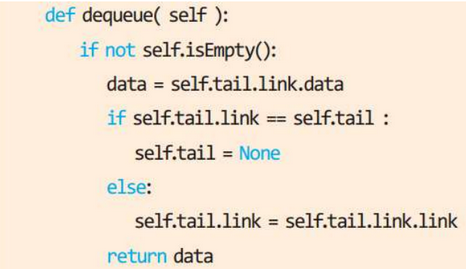 def dequeue( self ):
if not self.isEmpty():
data = self.tail.link.data
if self.tail.link == self.tail :
self.tail = None
else:
self.tail.link = self.tail.link.link
return data